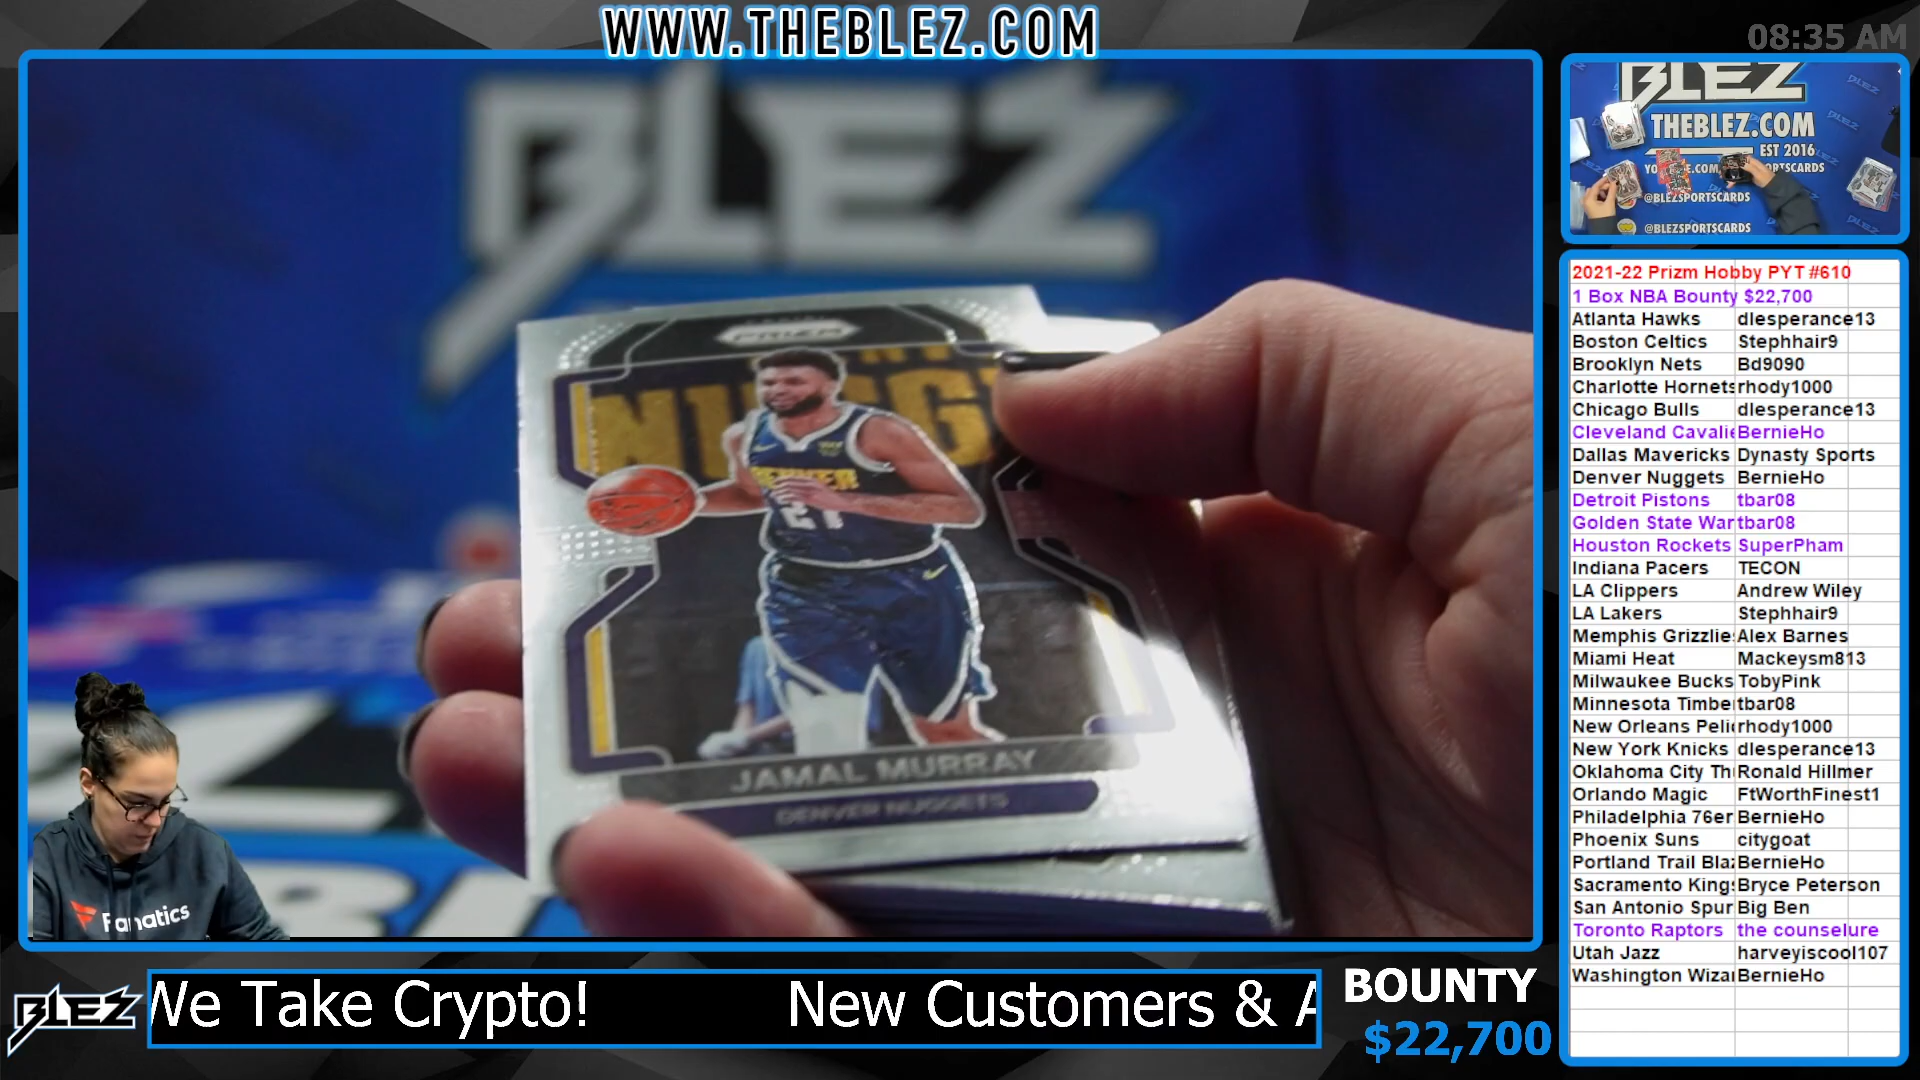 WWW.THEBLEZ.COM
08:35 AM
BLEZ
BLEZ
THEBLEZ.COM
EST 2016
@BLEZSPORTSCARDS
@BLEZSPORTSCARDS
PRIZM
NUGG
DENVER
JAMAL MURRAY
DENVER NUGGETS
Fanatics
2021-22 Prizm Hobby PYT #610
1 Box NBA Bounty $22,700
Atlanta Hawks dlesperance13
Boston Celtics Stephhair9
Brooklyn Nets Bd9090
Charlotte Hornets rhody1000
Chicago Bulls dlesperance13
Cleveland Cavalie BernieHo
Dallas Mavericks Dynasty Sports
Denver Nuggets BernieHo
Detroit Pistons tbar08
Golden State War tbar08
Houston Rockets SuperPham
Indiana Pacers TECON
LA Clippers Andrew Wiley
LA Lakers Stephhair9
Memphis Grizzlie Alex Barnes
Miami Heat Mackeysm813
Milwaukee Bucks TobyPink
Minnesota Timbe tbar08
New Orleans Peli rhody1000
New York Knicks dlesperance13
Oklahoma City Th Ronald Hillmer
Orlando Magic FtWorthFinest1
Philadelphia 76er BernieHo
Phoenix Suns citygoat
Portland Trail Bla BernieHo
Sacramento Kings Bryce Peterson
San Antonio Spur Big Ben
Toronto Raptors the counselure
Utah Jazz harveyiscool107
Washington Wiza BernieHo
BLEZ
We Take Crypto! New Customers & A
BOUNTY
$22,700